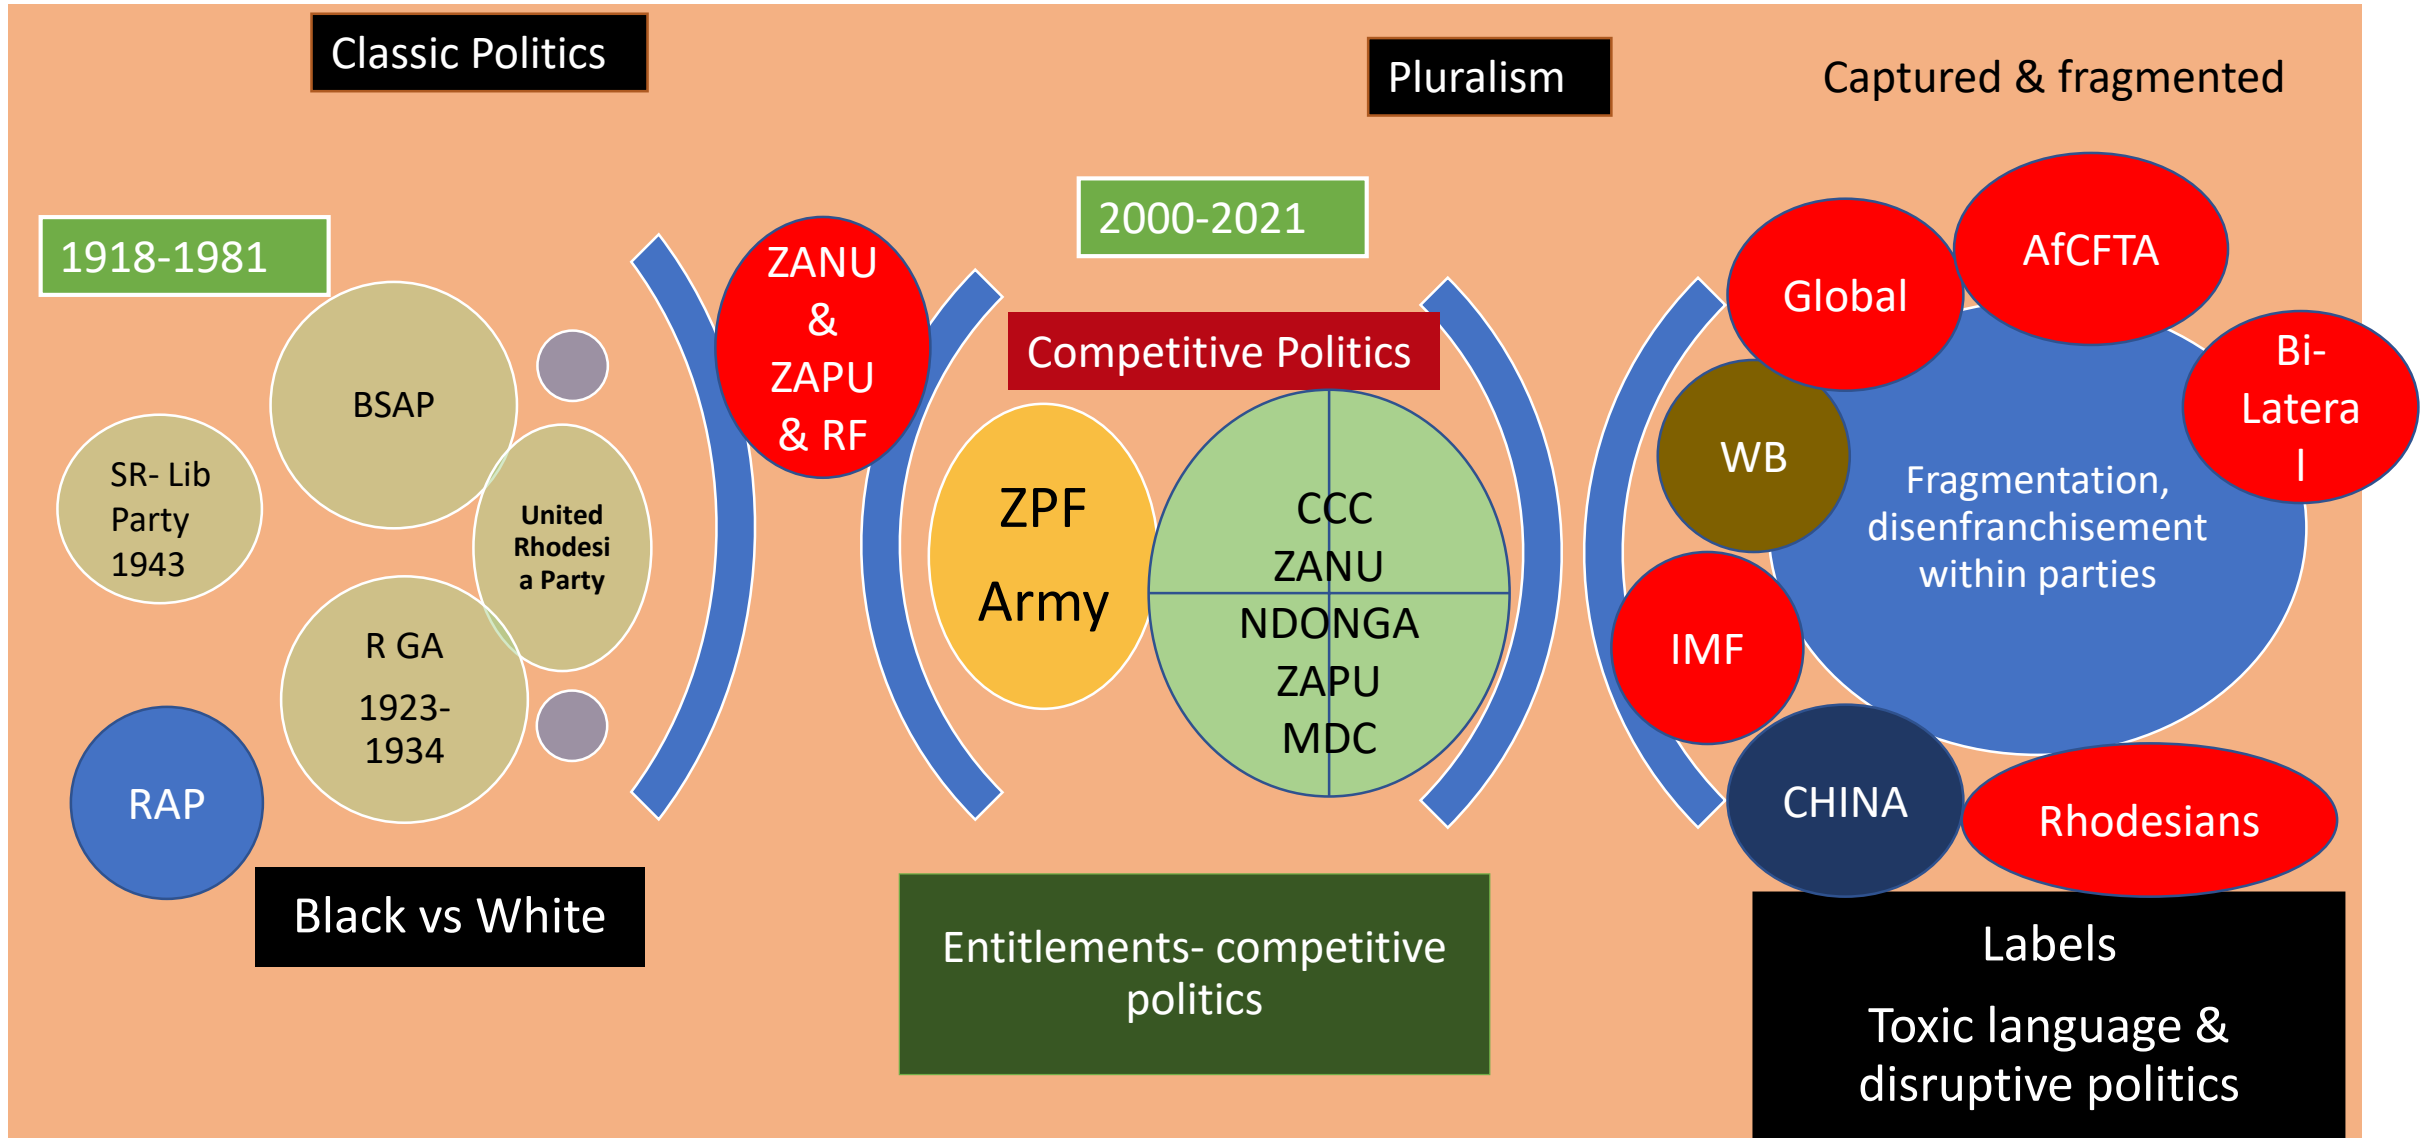 Classic Politics
Pluralism
Captured & fragmented
1918-1981
2000-2021
BSAP
SR- Lib
Party
1943
United
Rhodesi
a Party
R GA
1923-
1934
RAP
Black vs White
ZANU
&
ZAPU
& RF
Competitive Politics
ZPF
Army
CCC
ZANU
NDONGA
ZAPU
MDC
Entitlements- competitive
politics
Global
AfCFTA
Bi-
Latera
l
WB
Fragmentation,
disenfranchisement
within parties
IMF
CHINA
Rhodesians
Labels
Toxic language &
disruptive politics